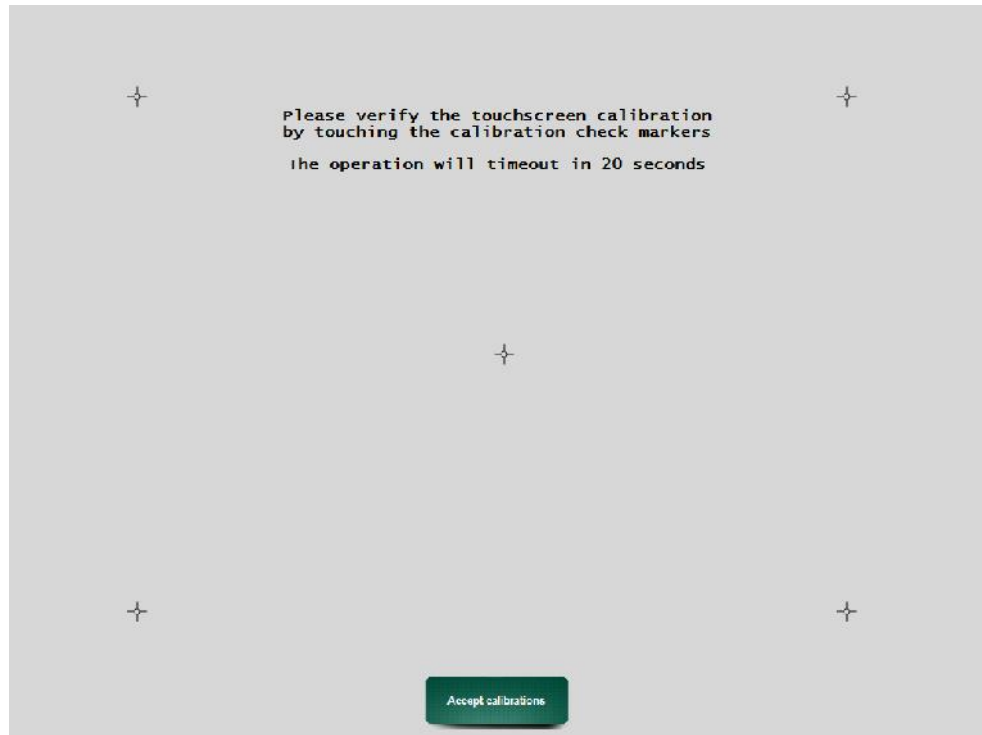 Please verify the touchscreen calibration
by touching the calibration check markers
The operation will timeout in 20 seconds
Accept calibrations